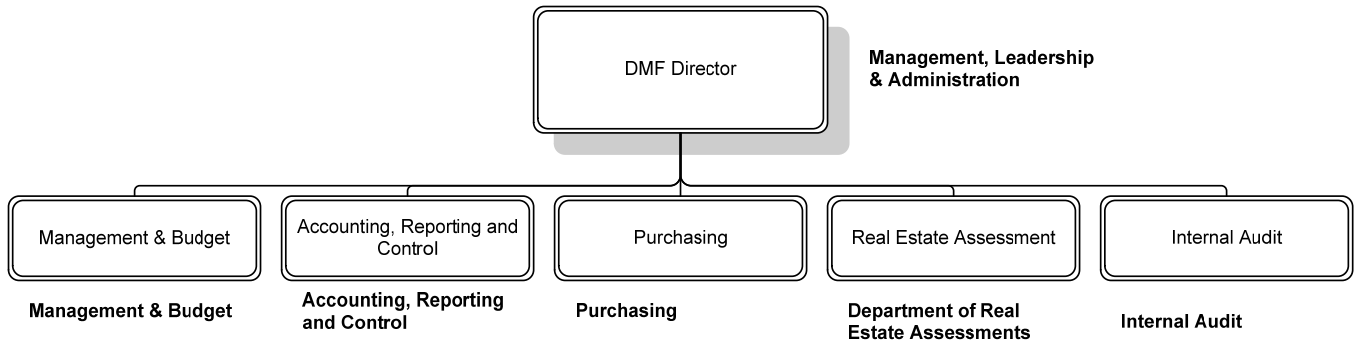 DMF Director
Management, Leadership
& Administration
Management & Budget
Accounting, Reporting and
Control
Purchasing
Real Estate Assessment
Internal Audit
Management & Budget
Accounting, Reporting
and Control
Purchasing
Department of Real
Estate Assessments
Internal Audit